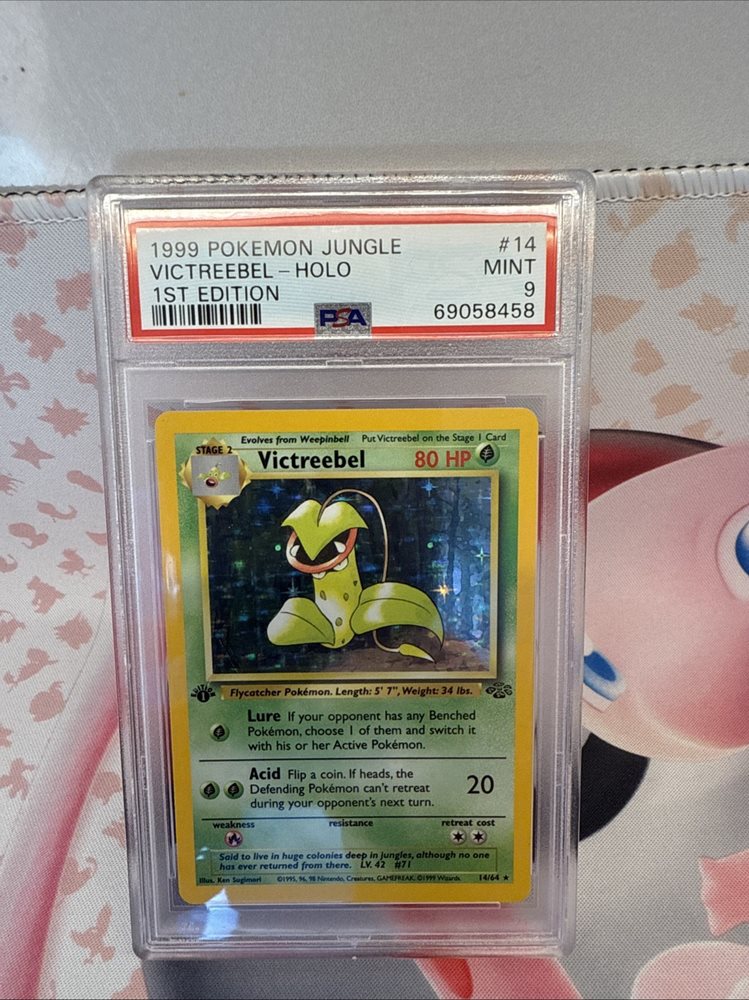 1999 POKEMON JUNGLE #14
VICTREEBEL – HOLO MINT
1ST EDITION 9
PSA 69058458
Evolves from Weepinbell Put Victreebel on the Stage 1 Card
STAGE 2
Victreebel 80 HP
Edition
1
Flycatcher Pokémon. Length: 5' 7", Weight: 34 lbs.
Lure If your opponent has any Benched
Pokémon, choose 1 of them and switch it
with his or her Active Pokémon.
Acid Flip a coin. If heads, the
Defending Pokémon can't retreat
during your opponent's next turn.
20
weakness resistance retreat cost
Said to live in huge colonies deep in jungles, although no one
has ever returned from there. LV. 42 #71
Illus. Ken Sugimori ©1995, 96, 98 Nintendo, Creatures, GAMEFREAK. ©1999 Wizards. 14/64 ★